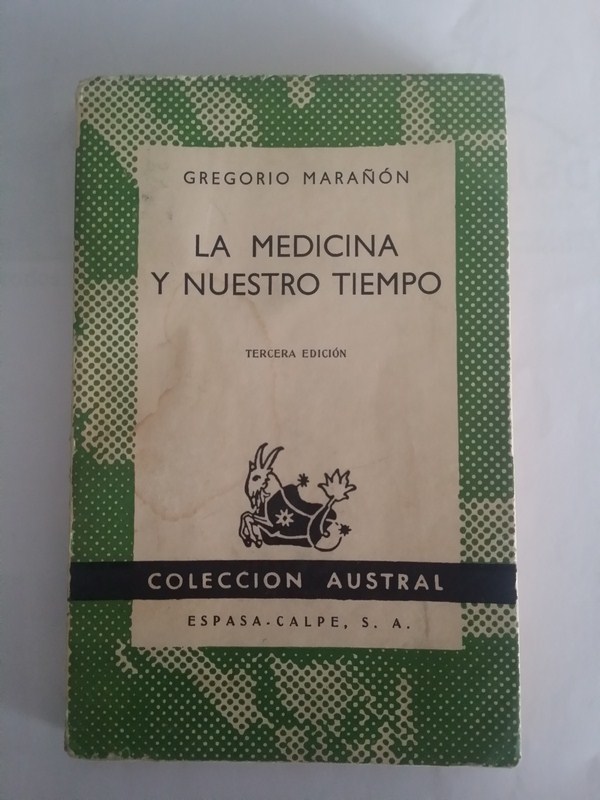 GREGORIO MARAÑÓN
LA MEDICINA
Y NUESTRO TIEMPO
TERCERA EDICIÓN
COLECCION AUSTRAL
ESPASA-CALPE, S. A.